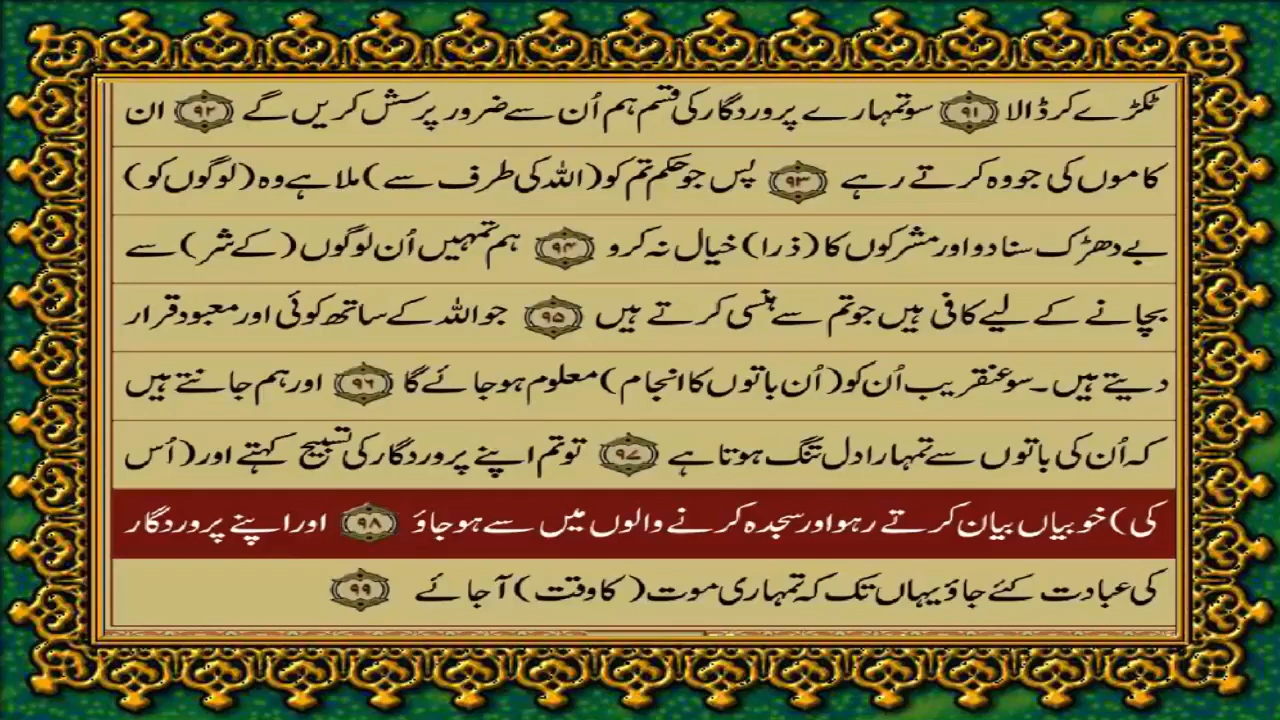 ٹکڑے کر ڈالا ۹۱ سو تمہارے پروردگار کی قسم ہم اُن سے ضرور پرسش کریں گے ۹۲ ان
کاموں کی جو وہ کرتے رہے ۹۳ پس جو حکم تم کو (اللہ کی طرف سے) ملا ہے وہ (لوگوں کو)
بے دھڑک سنا دو اور مشرکوں کا (ذرا) خیال نہ کرو ۹۴ ہم تمہیں اُن لوگوں (کے شر) سے
بچانے کے لیے کافی ہیں جو تم سے ہنسی کرتے ہیں ۹۵ جو اللہ کے ساتھ کوئی اور معبود قرار
دیتے ہیں۔ سو عنقریب اُن کو (اُن باتوں کا انجام) معلوم ہو جائے گا ۹۶ اور ہم جانتے ہیں
کہ اُن کی باتوں سے تمہارا دل تنگ ہوتا ہے ۹۷ تو تم اپنے پروردگار کی تسبیح کہتے اور (اُس
کی) خوبیاں بیان کرتے رہو اور سجدہ کرنے والوں میں سے ہو جاؤ ۹۸ اور اپنے پروردگار
کی عبادت کئے جاؤ یہاں تک کہ تمہاری موت (کا وقت) آ جائے ۹۹